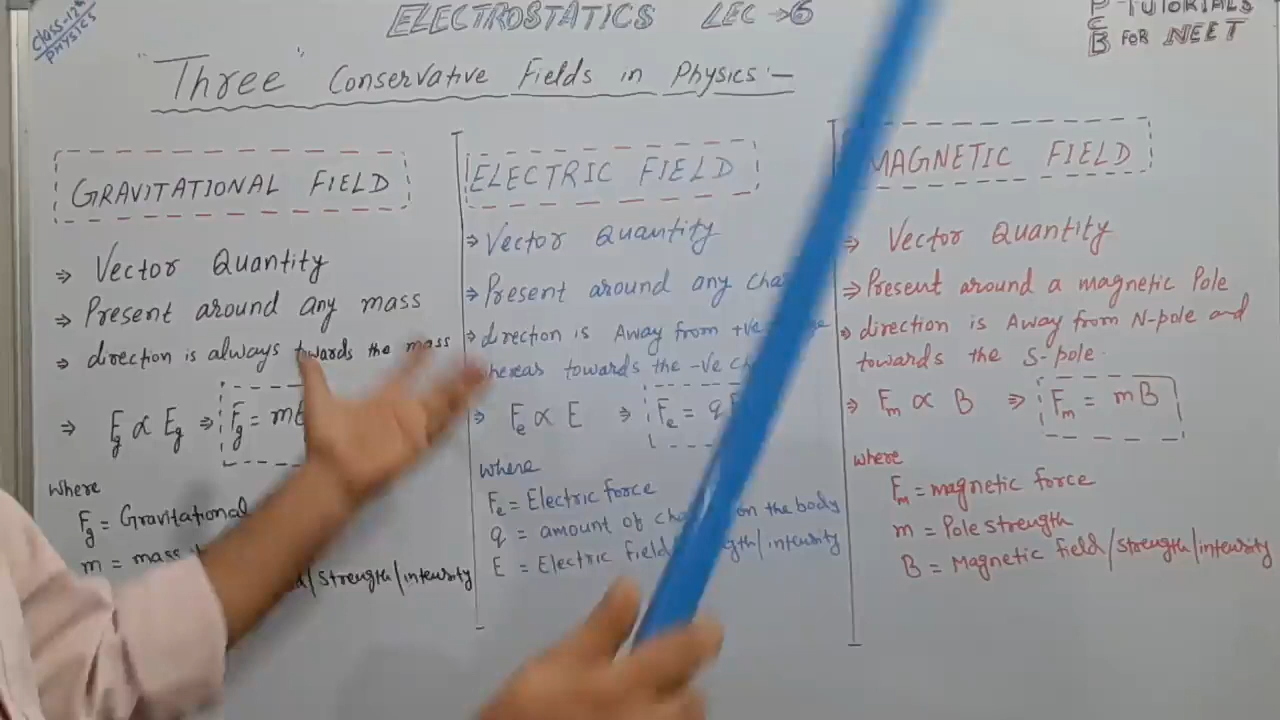 CLASS-12th
PHYSICS
ELECTROSTATICS LEC → 6
P TUTORIALS
C
B FOR NEET
"Three" Conservative Fields in Physics :-
GRAVITATIONAL FIELD
⇒ Vector Quantity
⇒ Present around any mass
⇒ direction is always towards the mass
⇒ Fg ∝ Eg ⇒ Fg = m
where
Fg = Gravitational
m = mass
/strength/intensity
ELECTRIC FIELD
⇒ Vector Quantity
⇒ Present around any
⇒ direction is Away from +ve
whereas towards the -ve
⇒ Fe ∝ E ⇒ Fe = q
where
Fe = Electric force
q = amount of on the body
E = Electric field /intensity
MAGNETIC FIELD
⇒ Vector Quantity
⇒ Present around a magnetic Pole
⇒ direction is Away from N-pole and
towards the S-pole.
⇒ Fm ∝ B ⇒ Fm = mB
where
Fm = magnetic force
m = Pole strength
B = Magnetic field/strength/intensity